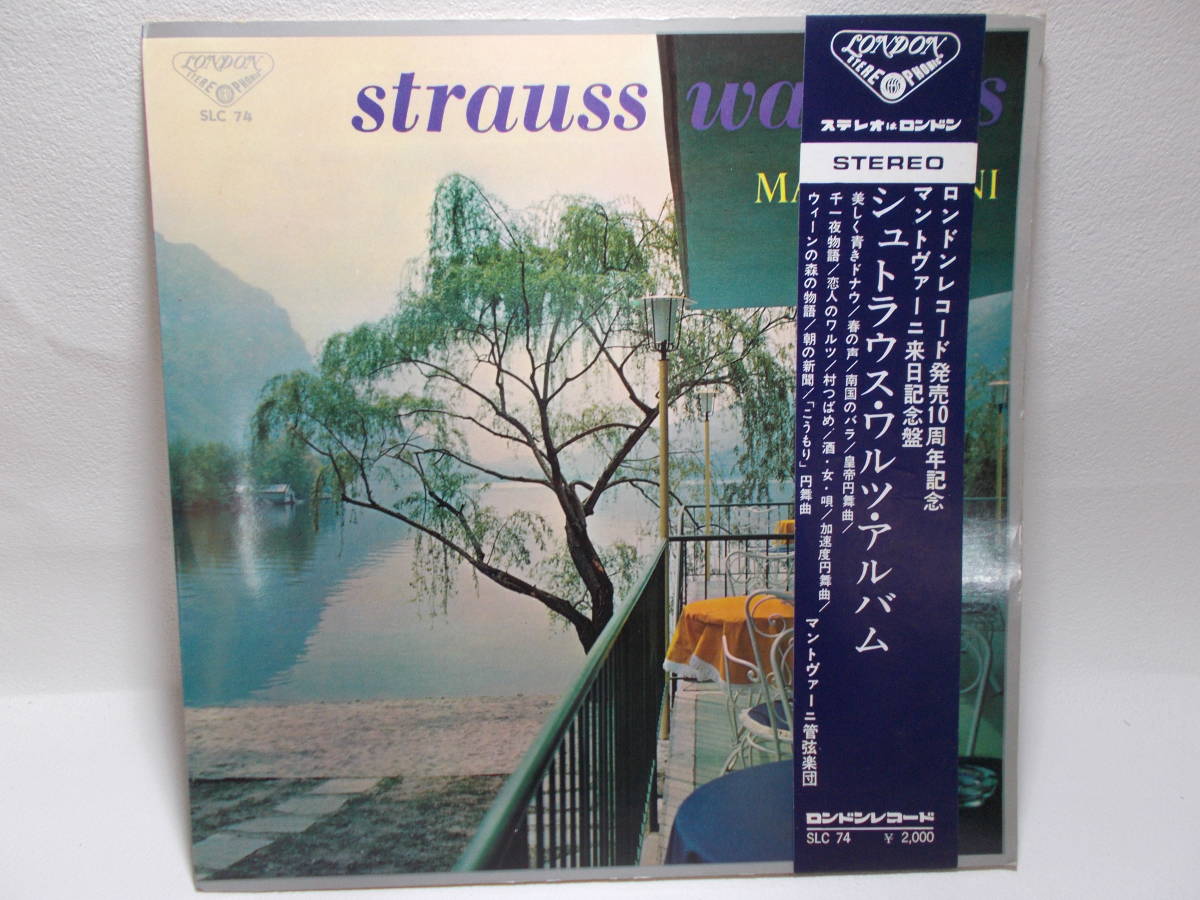 LONDON
STEREOPHONIC
SLC 74
strauss wa s
MA NI
LONDON
STEREOPHONIC
ステレオはロンドン
STEREO
ロンドンレコード発売10周年記念
マントヴァーニ来日記念盤
シュトラウス・ワルツ・アルバム
美しく青きドナウ/春の声/南国のバラ/皇帝円舞曲/
千一夜物語/恋人のワルツ/村つばめ/酒・女・唄/加速度円舞曲/
ウィーンの森の物語/朝の新聞/「こうもり」円舞曲
マントヴァーニ管弦楽団
ロンドンレコード
SLC 74 ¥ 2,000